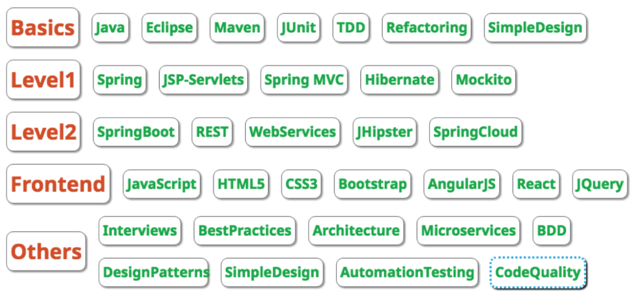 Basics Java Eclipse Maven JUnit TDD Refactoring SimpleDesign
Level1 Spring JSP-Servlets Spring MVC Hibernate Mockito
Level2 SpringBoot REST WebServices JHipster SpringCloud
Frontend JavaScript HTML5 CSS3 Bootstrap AngularJS React JQuery
Others Interviews BestPractices Architecture Microservices BDD
DesignPatterns SimpleDesign AutomationTesting CodeQuality